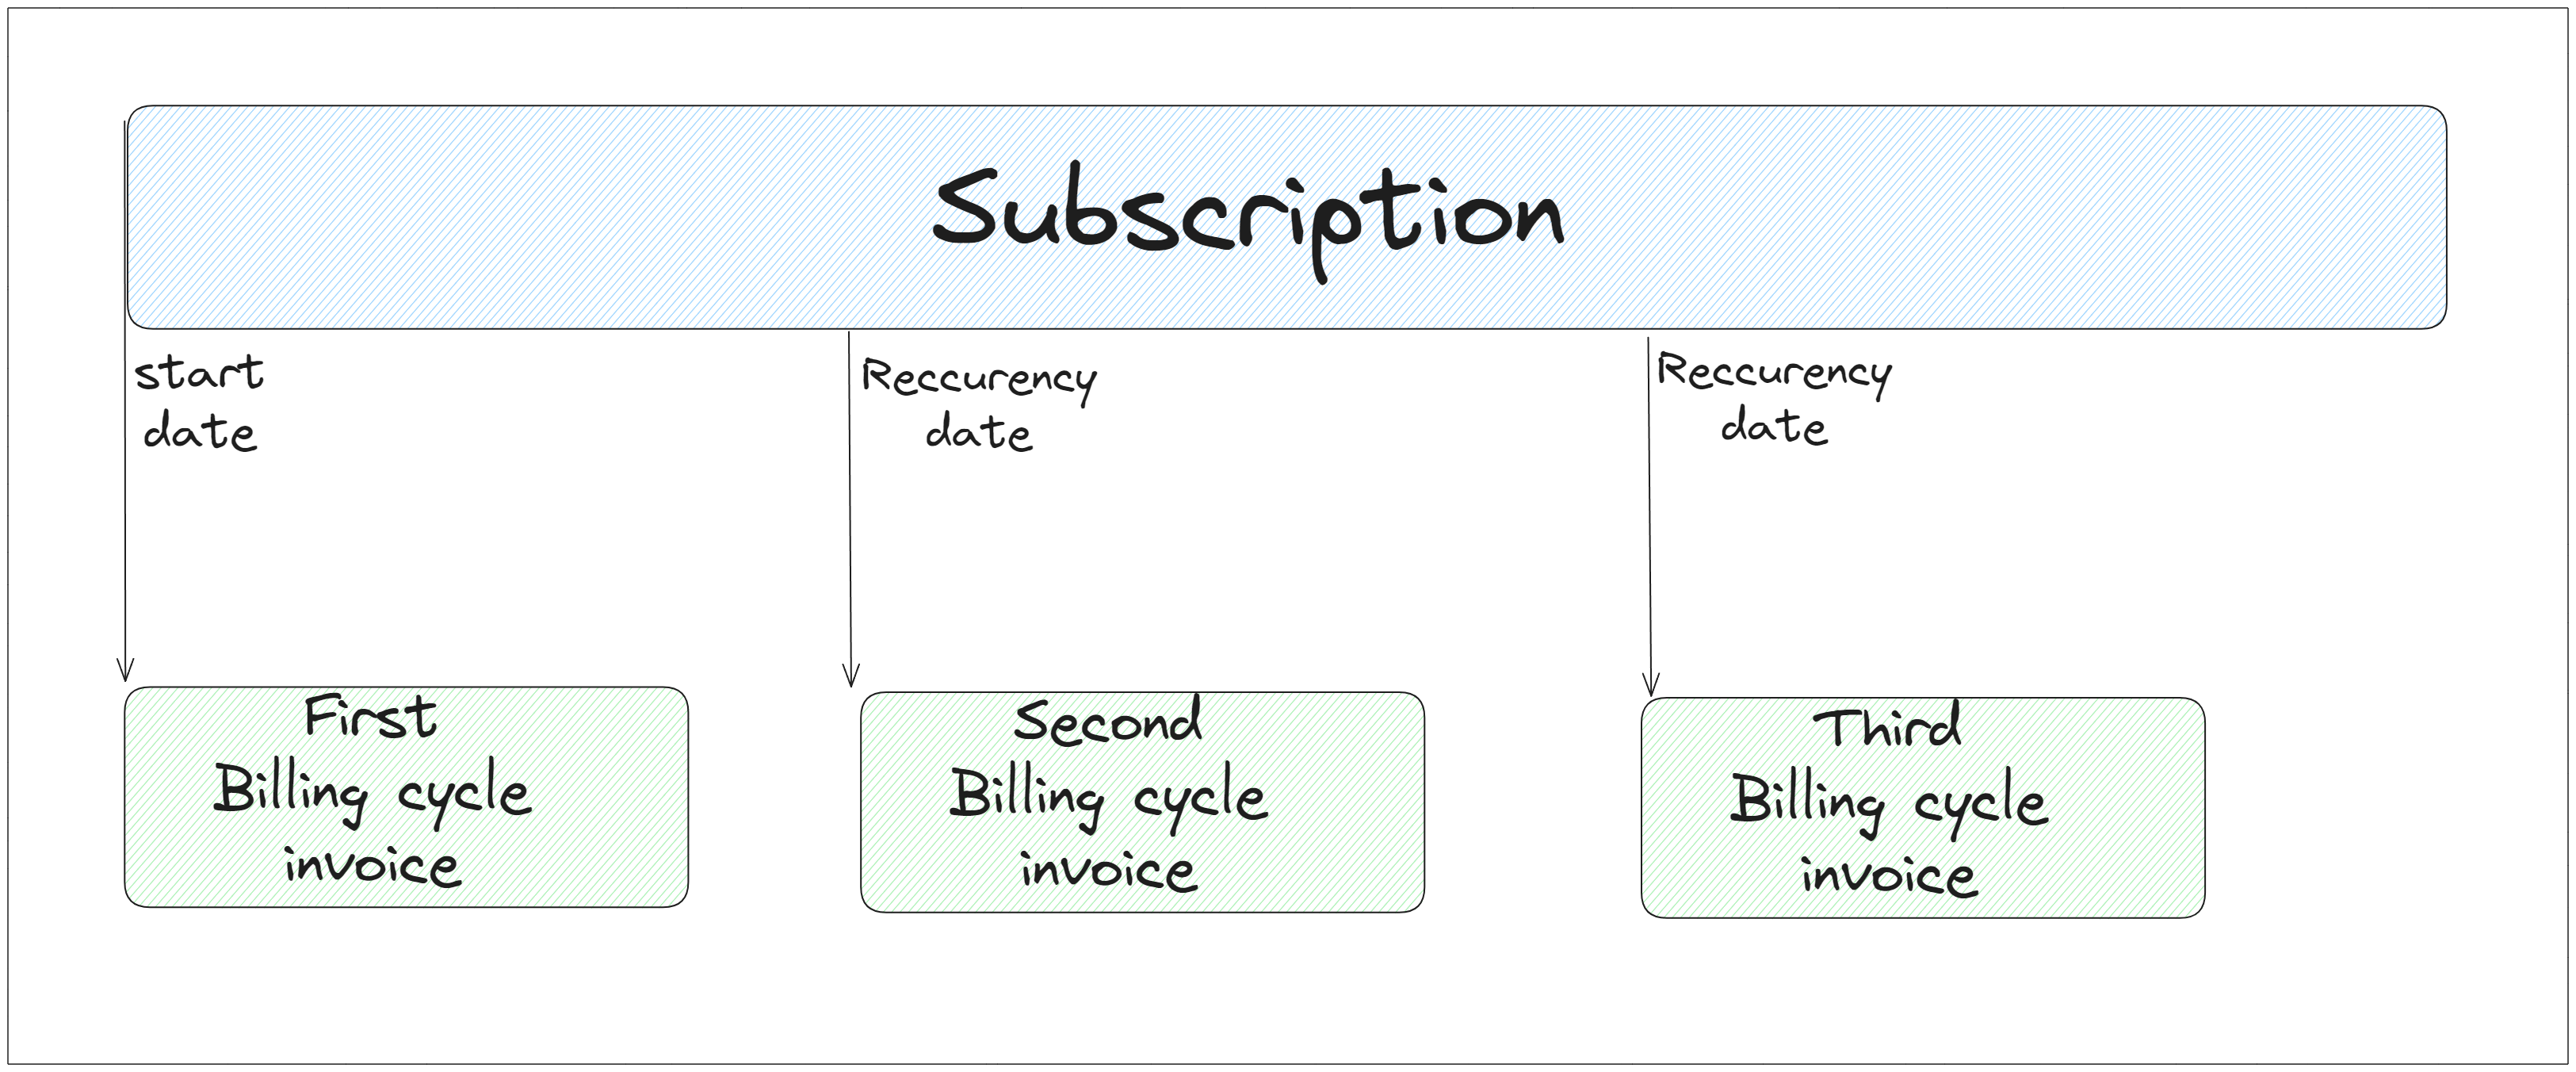 Subscription
start
date
Reccurency
date
Reccurency
date
First
Billing cycle
invoice
Second
Billing cycle
invoice
Third
Billing cycle
invoice